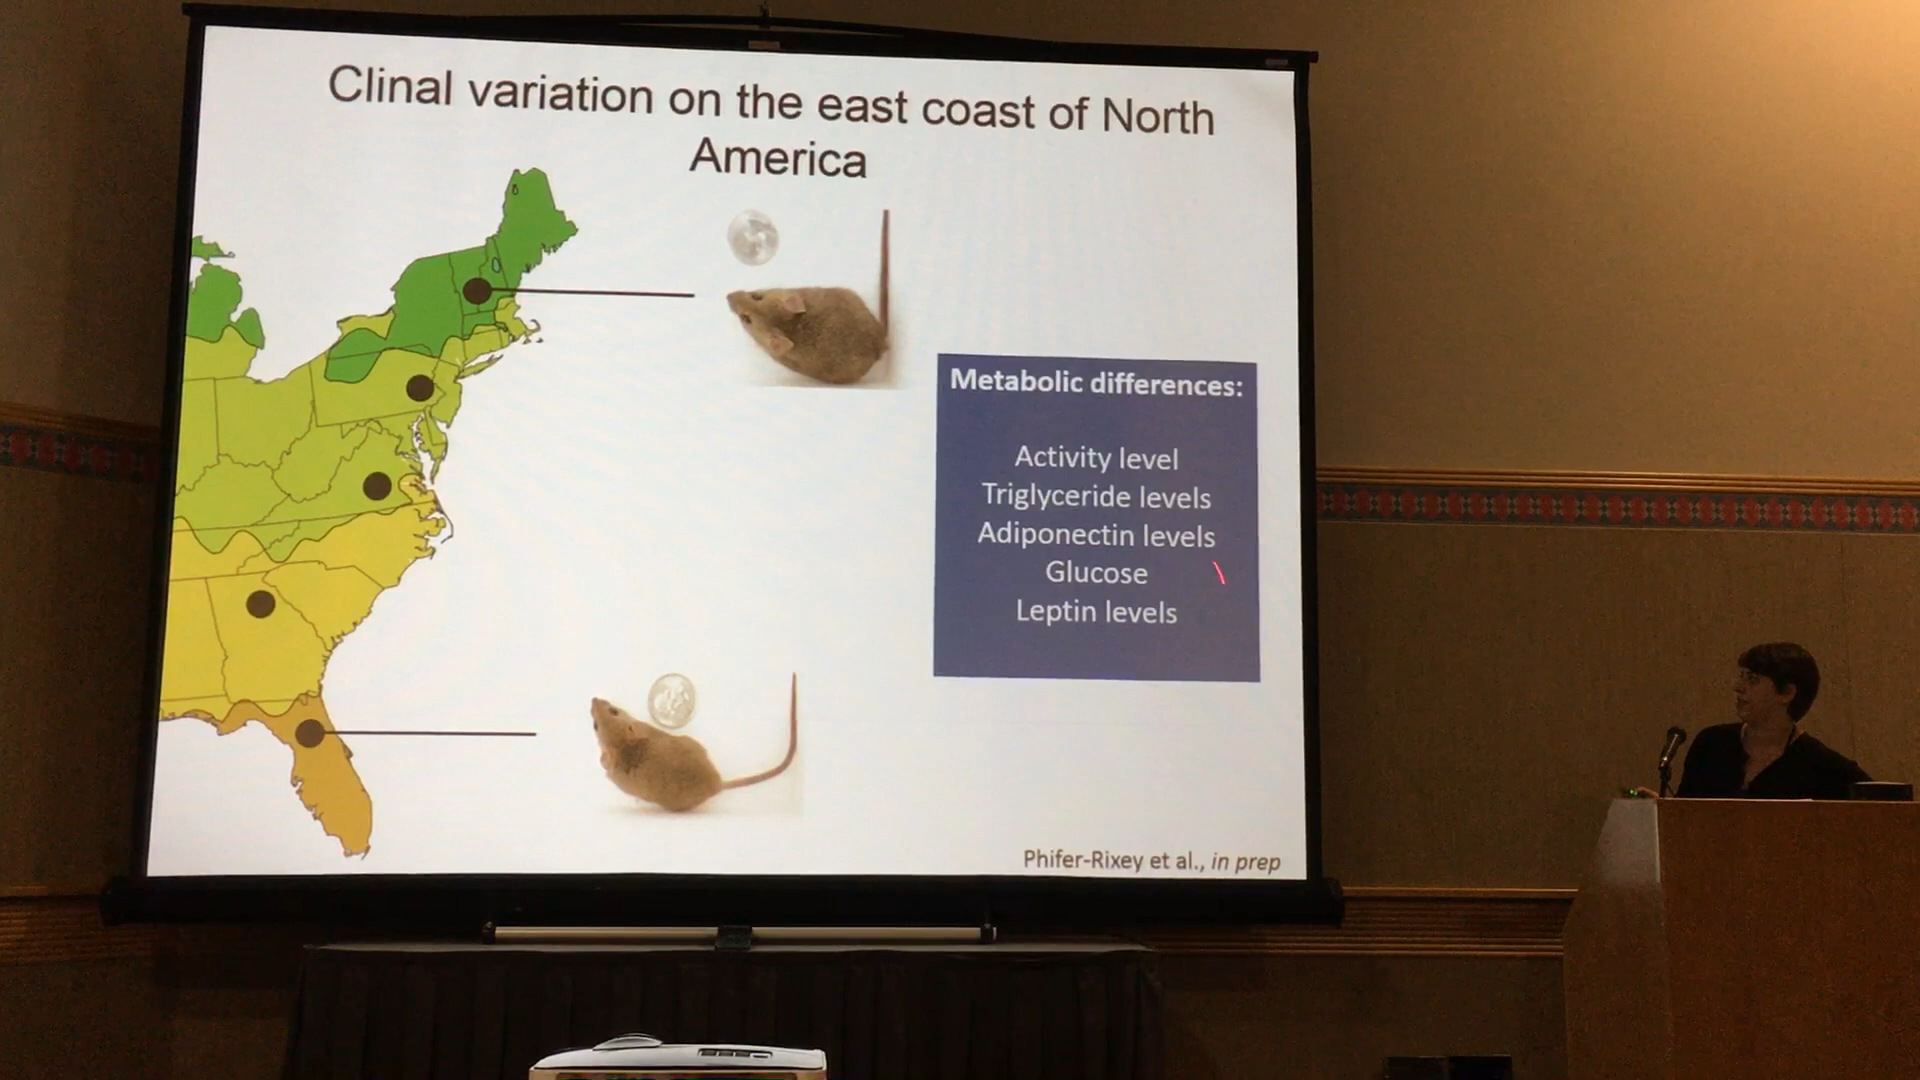 Clinal variation on the east coast of North
America
Metabolic differences:
Activity level
Triglyceride levels
Adiponectin levels
Glucose
Leptin levels
Phifer-Rixey et al., in prep